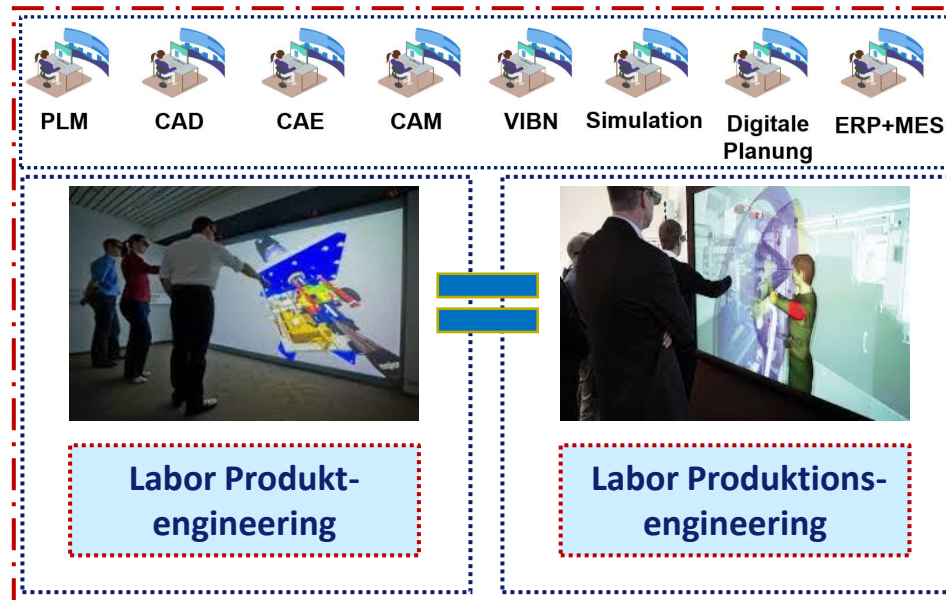 PLM
CAD
CAE
CAM
VIBN
Simulation
Digitale
Planung
ERP+MES
Labor Produkt-
engineering
Labor Produktions-
engineering